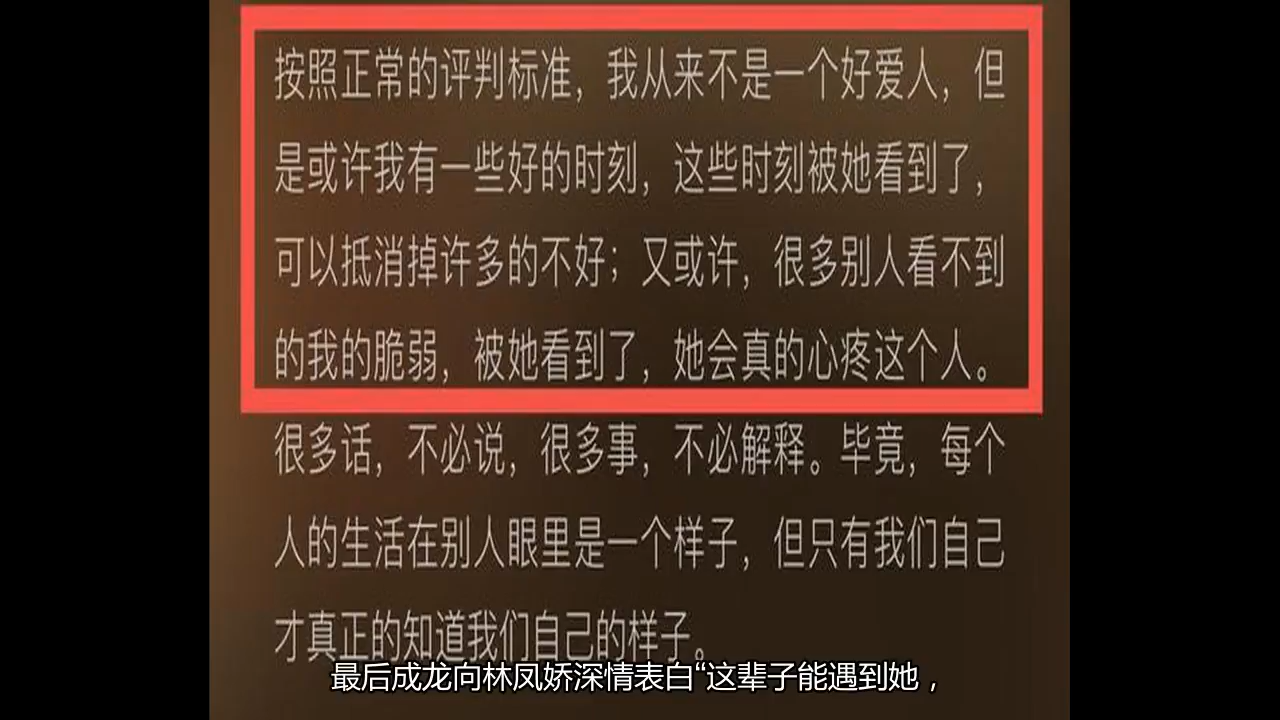 按照正常的评判标准，我从来不是一个好爱人，但
是或许我有一些好的时刻，这些时刻被她看到了，
可以抵消掉许多的不好；又或许，很多别人看不到
的我的脆弱，被她看到了，她会真的心疼这个人。
很多话，不必说，很多事，不必解释。毕竟，每个
人的生活在别人眼里是一个样子，但只有我们自己
才真正的知道我们自己的样子。
最后成龙向林凤娇深情表白“这辈子能遇到她，